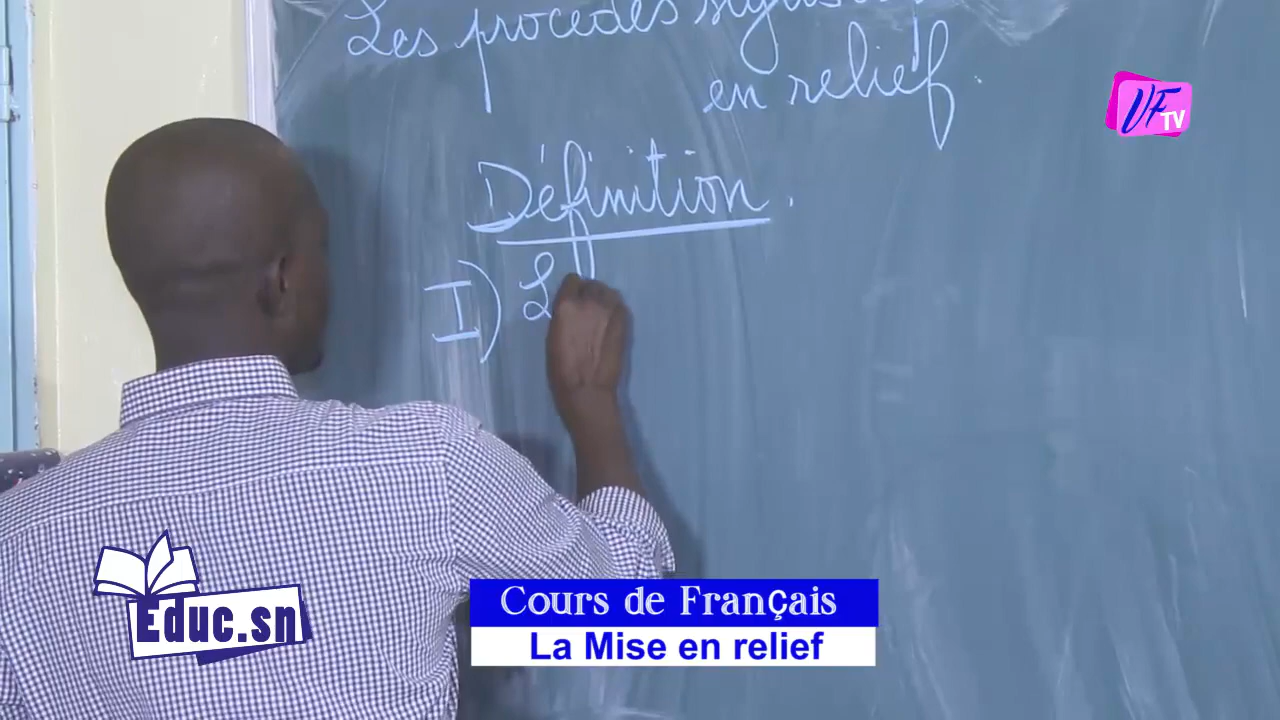 Les procédés
en relief.
Définition.
I) L
VF TV
Educ.sn
Cours de Français
La Mise en relief